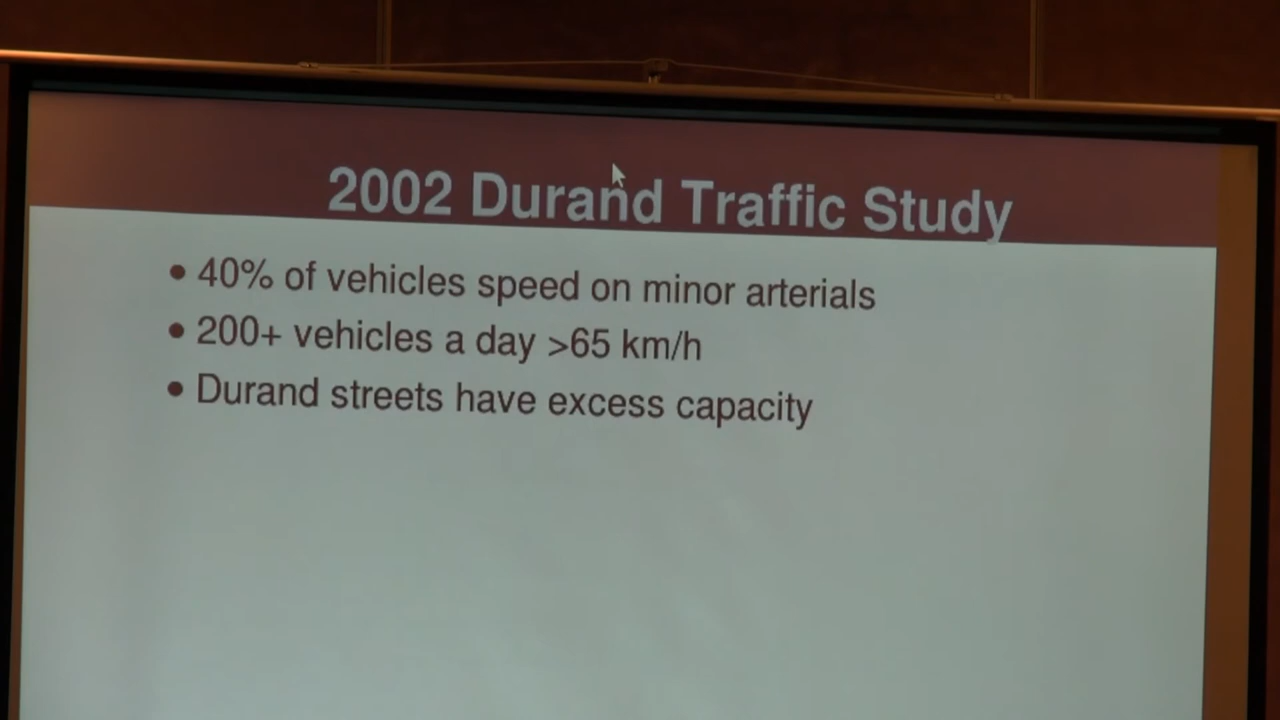 2002 Durand Traffic Study
• 40% of vehicles speed on minor arterials
• 200+ vehicles a day >65 km/h
• Durand streets have excess capacity